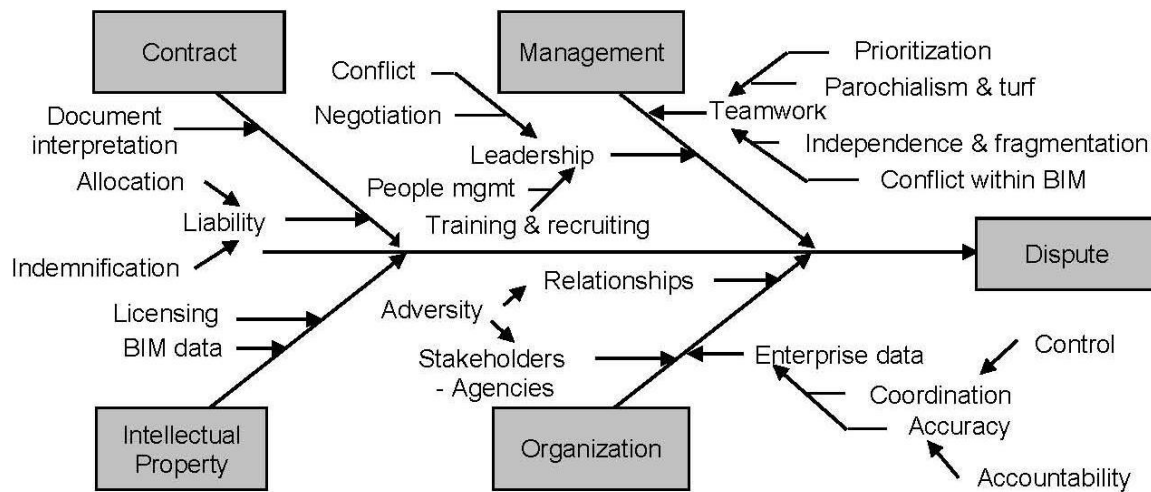 Contract
Management
Prioritization
Parochialism & turf
Teamwork
Independence & fragmentation
Conflict within BIM
Conflict
Negotiation
Leadership
People mgmt
Training & recruiting
Document
interpretation
Allocation
Liability
Indemnification
Dispute
Licensing
BIM data
Intellectual
Property
Relationships
Adversity
Stakeholders
- Agencies
Organization
Enterprise data
Control
Coordination
Accuracy
Accountability